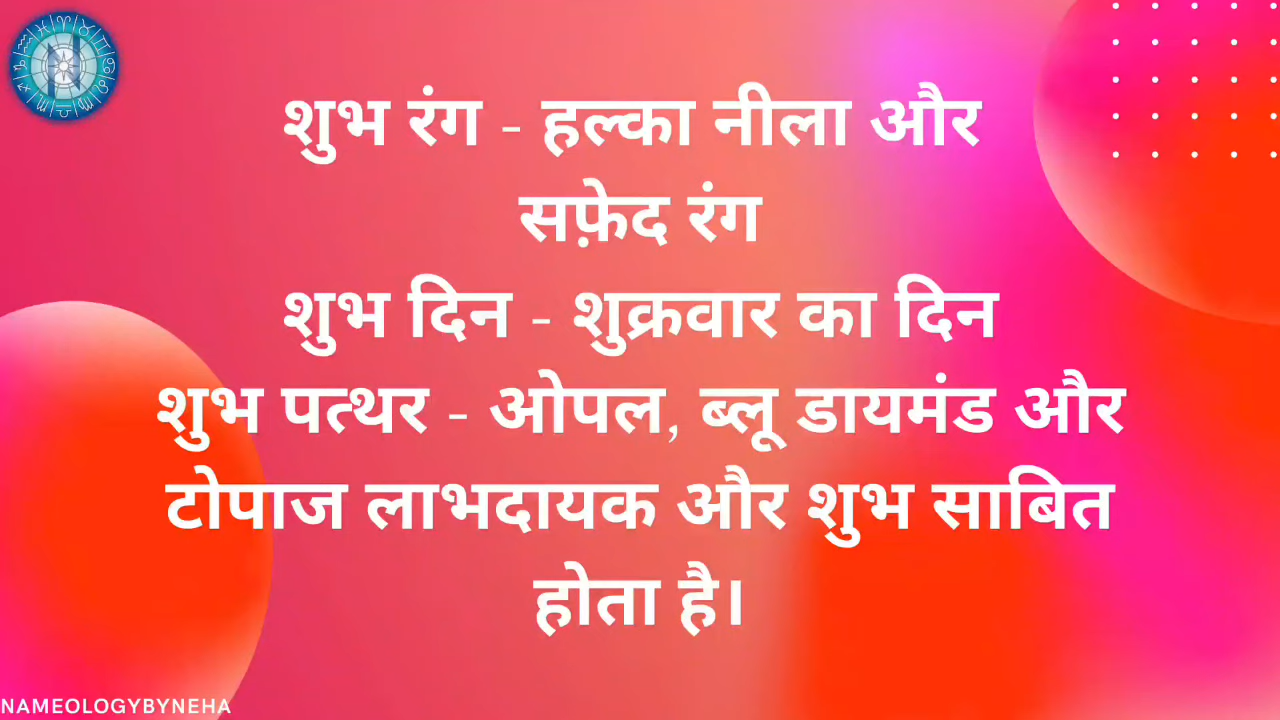 शुभ रंग - हल्का नीला और
सफ़ेद रंग
शुभ दिन - शुक्रवार का दिन
शुभ पत्थर - ओपल, ब्लू डायमंड और
टोपाज लाभदायक और शुभ साबित
होता है।
NAMEOLOGYBYNEHA